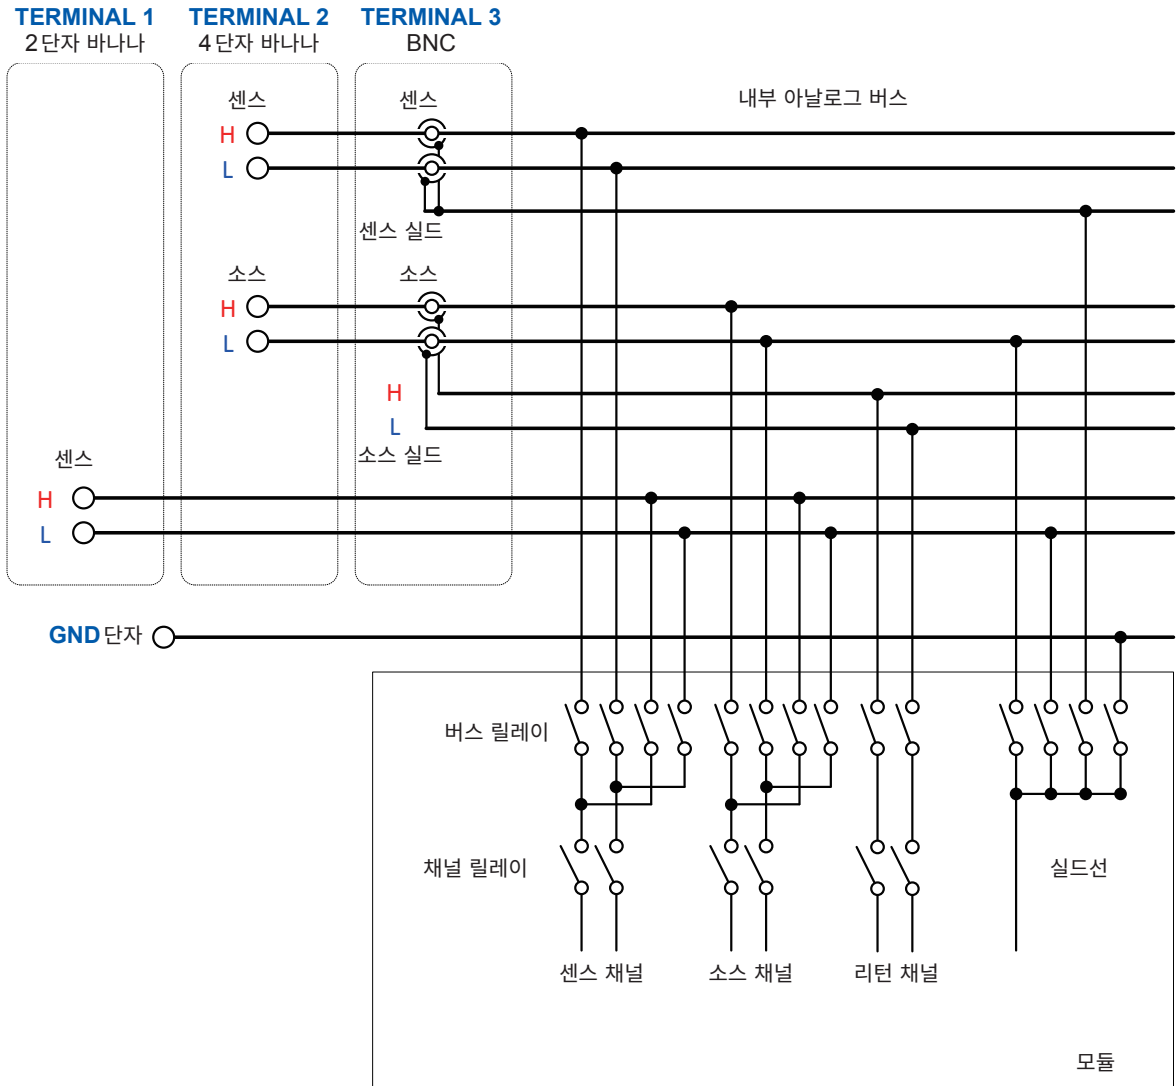 TERMINAL 1 TERMINAL 2 TERMINAL 3
2단자 바나나 4단자 바나나 BNC
센스 센스 내부 아날로그 버스
H
L
센스 실드
소스 소스
H
L
H
L
소스 실드
센스
H
L
GND 단자
버스 릴레이
채널 릴레이 실드선
센스 채널 소스 채널 리턴 채널
모듈